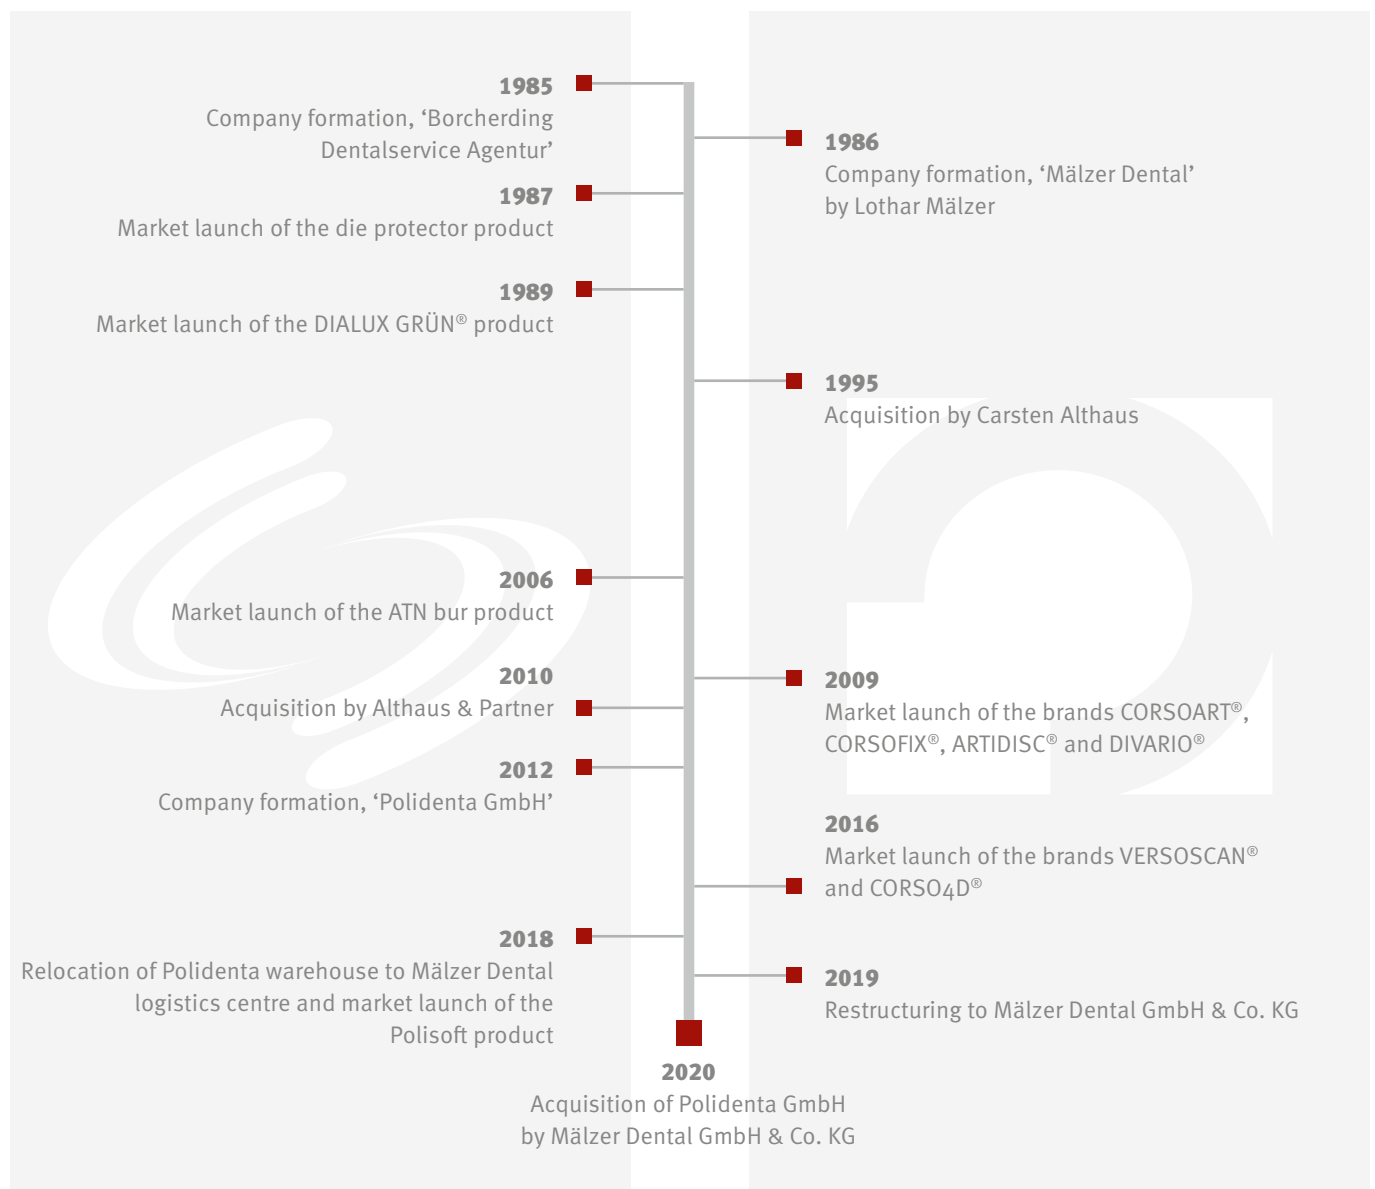 1985
Company formation, ‘Borcherding
Dentalservice Agentur’
1986
Company formation, ‘Mälzer Dental’
by Lothar Mälzer
1987
Market launch of the die protector product
1989
Market launch of the DIALUX GRÜN® product
1995
Acquisition by Carsten Althaus
2006
Market launch of the ATN bur product
2009
Market launch of the brands CORSOART®,
CORSOFIX®, ARTIDISC® and DIVARIO®
2010
Acquisition by Althaus & Partner
2012
Company formation, ‘Polidenta GmbH’
2016
Market launch of the brands VERSOSCAN®
and CORSO4D®
2018
Relocation of Polidenta warehouse to Mälzer Dental
logistics centre and market launch of the
Polisoft product
2019
Restructuring to Mälzer Dental GmbH & Co. KG
2020
Acquisition of Polidenta GmbH
by Mälzer Dental GmbH & Co. KG